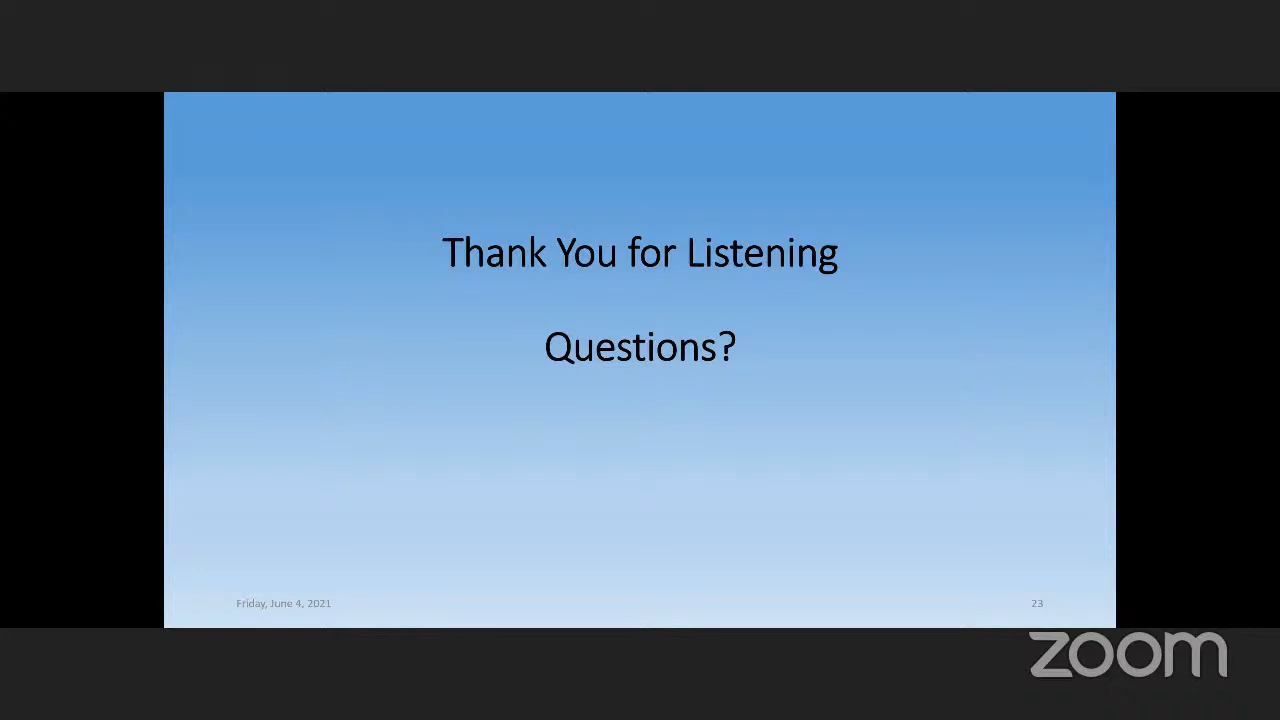 Thank You for Listening
Questions?
Friday, June 4, 2021
23
zoom